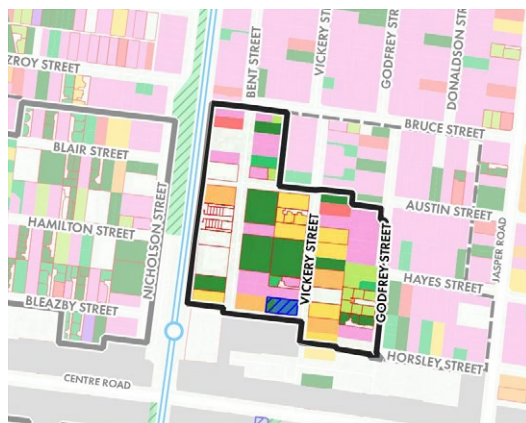 BENT STREET
VICKERY STREET
GODFREY STREET
DONALDSON STREET
ZROY STREET
BRUCE STREET
BLAIR STREET
NICHOLSON STREET
AUSTIN STREET
JASPER ROAD
HAMILTON STREET
VICKERY STREET
GODFREY STREET
HAYES STREET
BLEAZBY STREET
HORSLEY STREET
CENTRE ROAD